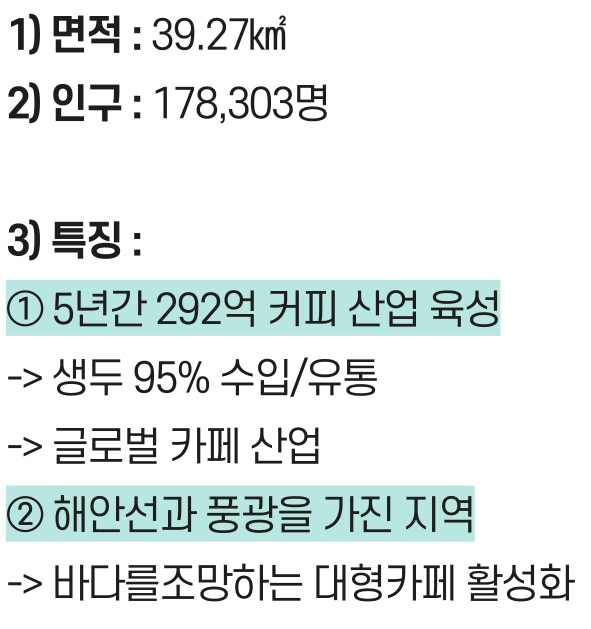 1) 면적 : 39.27㎢
2) 인구 : 178,303명
3) 특징 :
① 5년간 292억 커피 산업 육성
-> 생두 95% 수입/유통
-> 글로벌 카페 산업
② 해안선과 풍광을 가진 지역
-> 바다를조망하는 대형카페 활성화